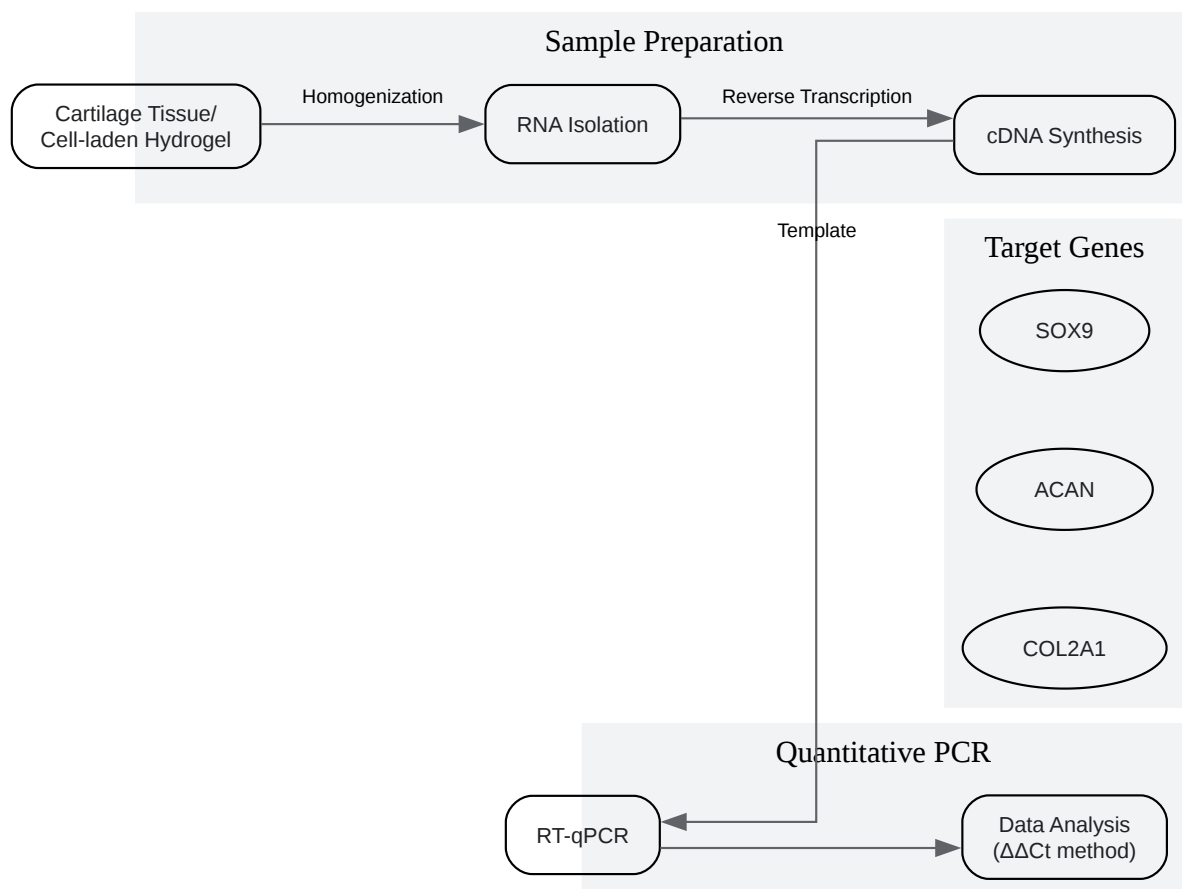 Sample Preparation
Cartilage Tissue/
Cell-laden Hydrogel
Homogenization
RNA Isolation
Reverse Transcription
cDNA Synthesis
Template
Target Genes
SOX9
ACAN
COL2A1
Quantitative PCR
RT-qPCR
Data Analysis
(ΔΔCt method)